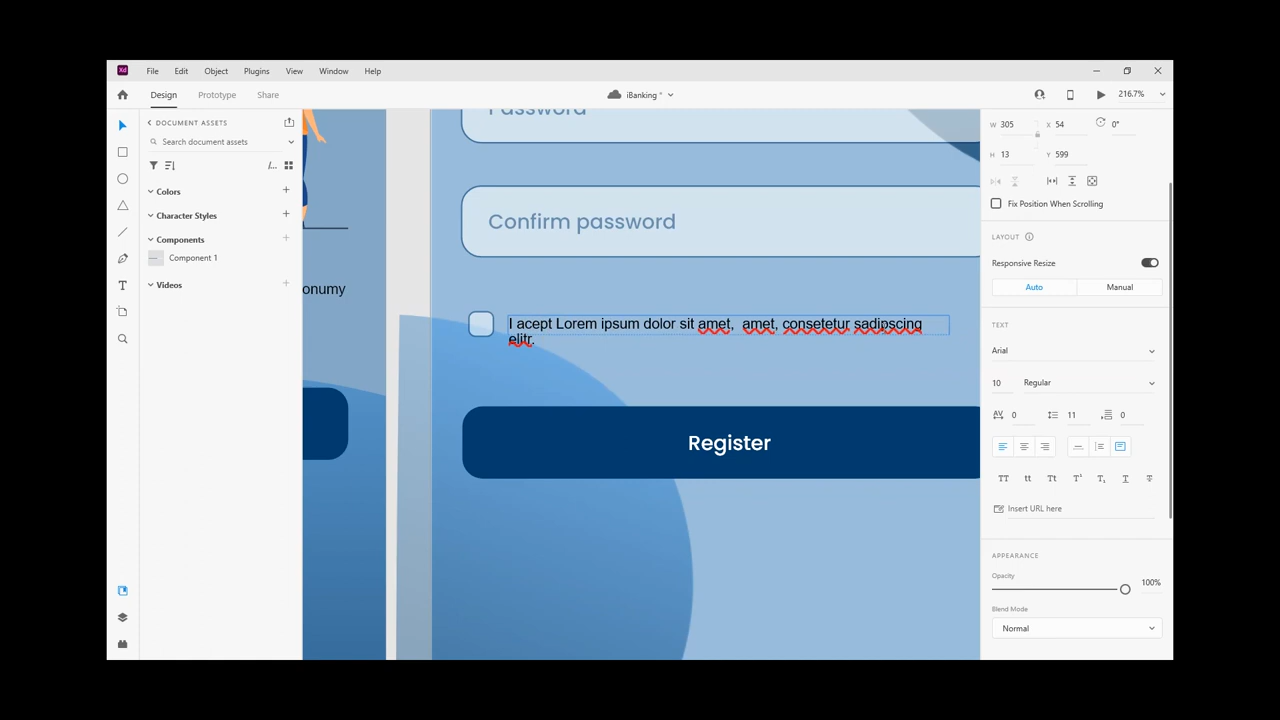 Xd File Edit Object Plugins View Window Help
Design Prototype Share
iBanking *
216.7%
DOCUMENT ASSETS
Search document assets
Colors
Character Styles
Components
Component 1
Videos
onumy
Password
Confirm password
I acept Lorem ipsum dolor sit amet,  amet, consetetur sadipscing
elitr.
Register
W 305 X 54 0°
H 13 Y 599
Fix Position When Scrolling
LAYOUT
Responsive Resize
Auto Manual
TEXT
Arial
10 Regular
AV 0 11 0
TT tt Tt T¹ T₁ T T
Insert URL here
APPEARANCE
Opacity
100%
Blend Mode
Normal